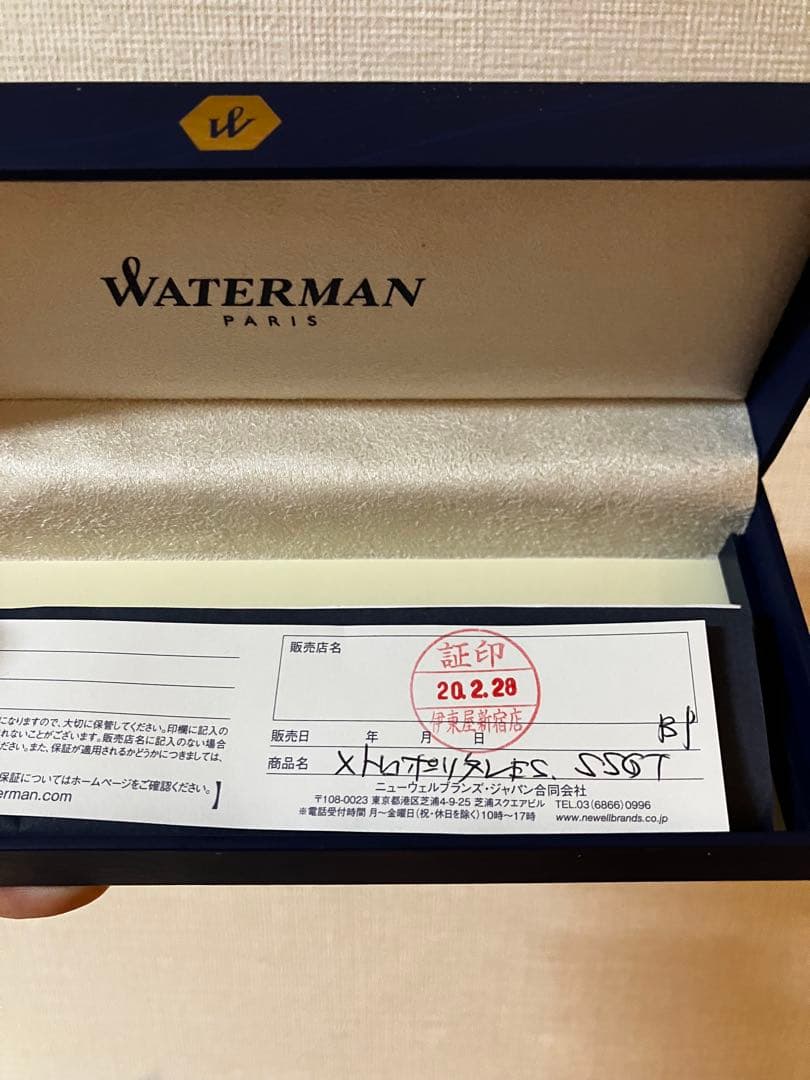 WATERMAN
PARIS
販売店名
証印
20.2.28
伊東屋新宿店
販売日 年 月 日
BP
商品名 メトロポリタンエッセンシャル SSGT
ニューウェルブランズ・ジャパン合同会社
〒108-0023 東京都港区芝浦4-9-25 芝浦スクエアビル TEL.03(6866)0996
※電話受付時間 月〜金曜日(祝・休日を除く)10時〜17時 www.newellbrands.co.jp
になりますので、大切に保管してください。印欄に記入の
れないことがございます。販売店名に記入のない場合
ださい。また、保証が適用されるかどうかにつきましては、
保証についてはホームページをご確認ください。
erman.com 】